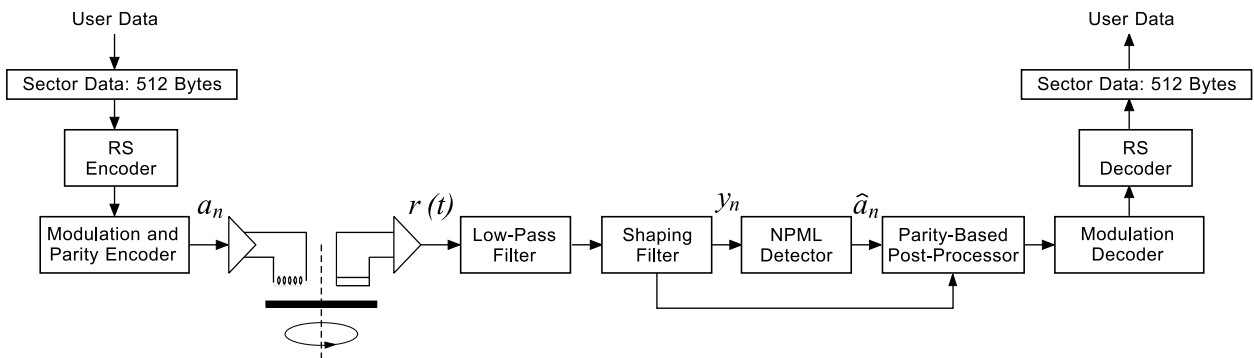 User Data
Sector Data: 512 Bytes
RS
Encoder
Modulation and
Parity Encoder
a_n
r (t)
Low-Pass
Filter
Shaping
Filter
y_n
NPML
Detector
â_n
Parity-Based
Post-Processor
Modulation
Decoder
RS
Decoder
Sector Data: 512 Bytes
User Data